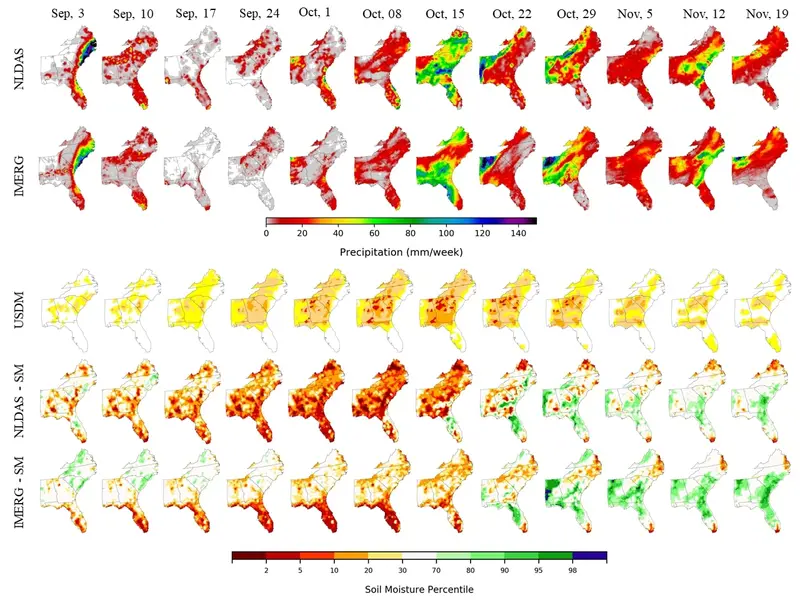 Sep, 3 Sep, 10 Sep, 17 Sep, 24 Oct, 1 Oct, 08 Oct, 15 Oct, 22 Oct, 29 Nov, 5 Nov, 12 Nov, 19
NLDAS
IMERG
0 20 40 60 80 100 120 140
Precipitation (mm/week)
USDM
NLDAS - SM
IMERG - SM
2 5 10 20 30 70 80 90 95 98
Soil Moisture Percentile